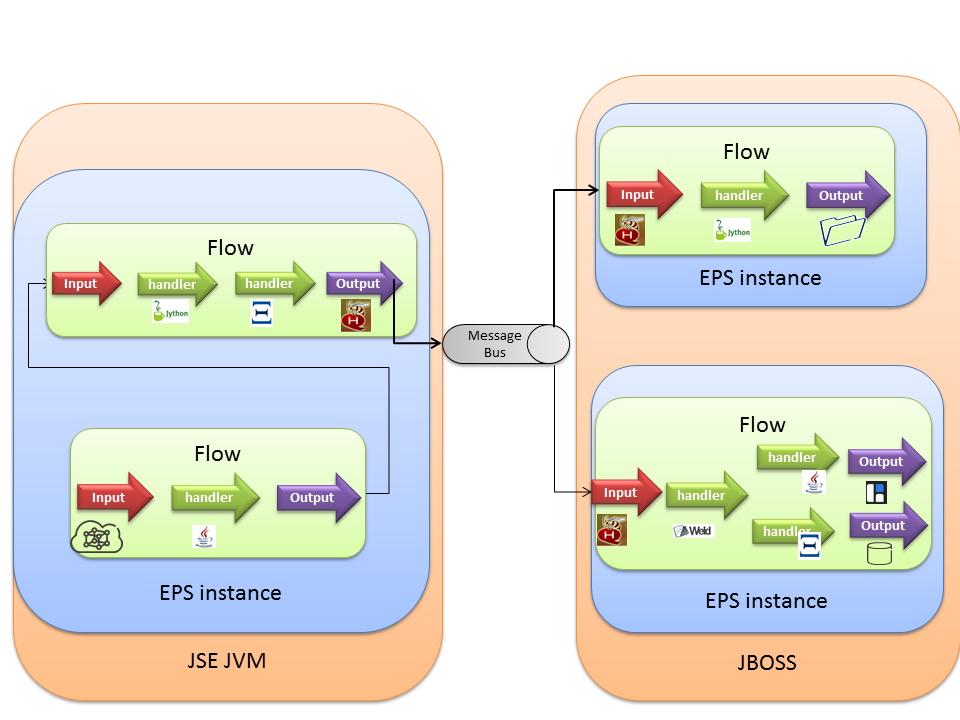 Flow
Input
handler
handler
Output
Jython
H
Flow
Input
handler
Output
EPS instance
JSE JVM
Message
Bus
Flow
Input
handler
Output
H
Jython
EPS instance
Flow
handler
Output
Input
handler
handler
Output
H
Weld
EPS instance
JBOSS